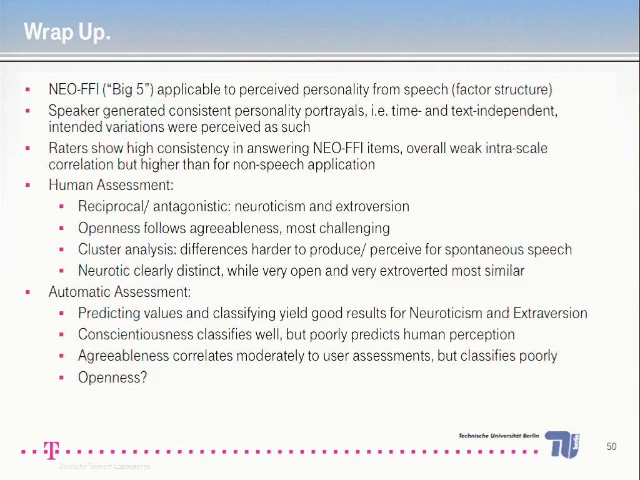 Wrap Up.
▪ NEO-FFI ("Big 5") applicable to perceived personality from speech (factor structure)
▪ Speaker generated consistent personality portrayals, i.e. time- and text-independent,
intended variations were perceived as such
▪ Raters show high consistency in answering NEO-FFI items, overall weak intra-scale
correlation but higher than for non-speech application
▪ Human Assessment:
▪ Reciprocal/ antagonistic: neuroticism and extroversion
▪ Openness follows agreeableness, most challenging
▪ Cluster analysis: differences harder to produce/ perceive for spontaneous speech
▪ Neurotic clearly distinct, while very open and very extroverted most similar
▪ Automatic Assessment:
▪ Predicting values and classifying yield good results for Neuroticism and Extraversion
▪ Conscientiousness classifies well, but poorly predicts human perception
▪ Agreeableness correlates moderately to user assessments, but classifies poorly
▪ Openness?
Technische Universität Berlin
TU
50
T
Deutsche Telekom Laboratories